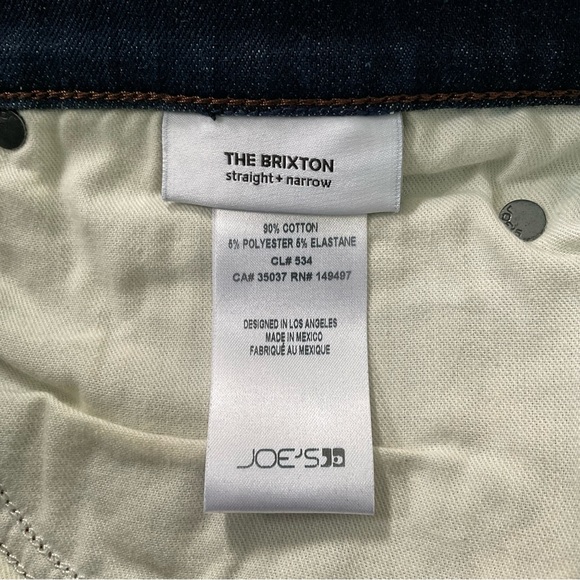 THE BRIXTON
straight + narrow
90% COTTON
5% POLYESTER 5% ELASTANE
CL# 534
CA# 35037 RN# 149497
DESIGNED IN LOS ANGELES
MADE IN MEXICO
FABRIQUÉ AU MEXIQUE
JOE'S